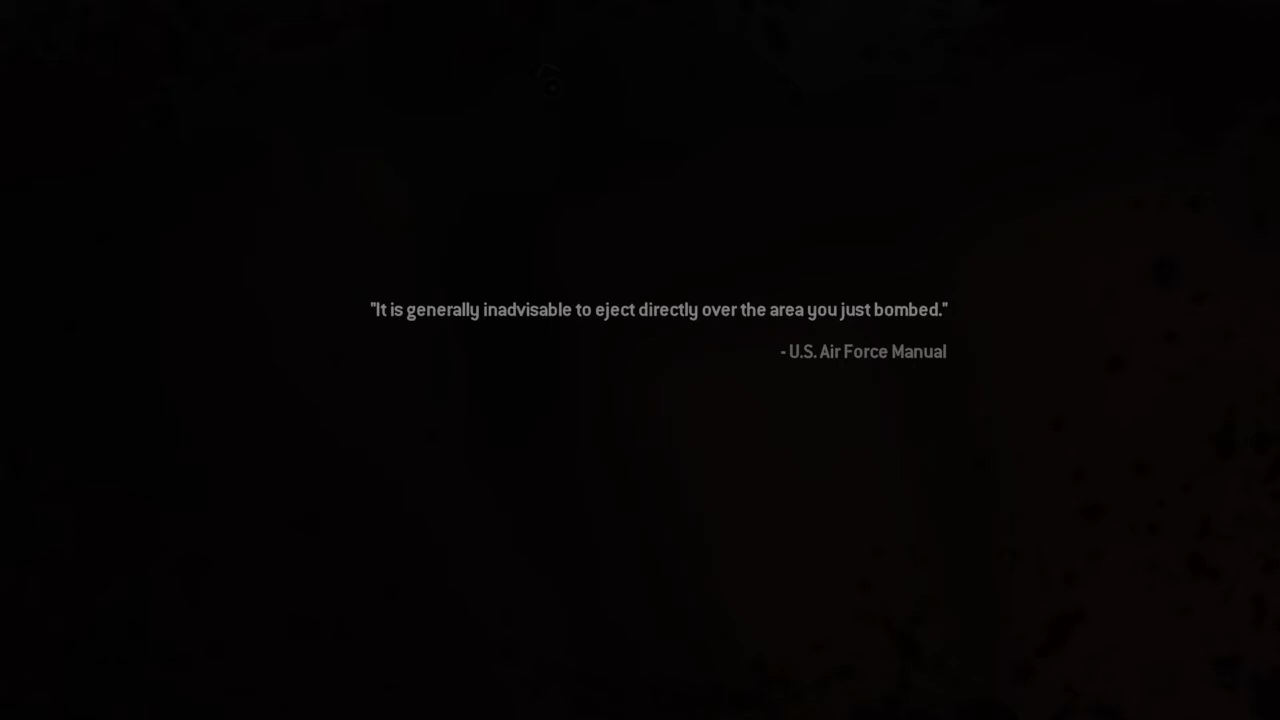 "It is generally inadvisable to eject directly over the area you just bombed."
- U.S. Air Force Manual